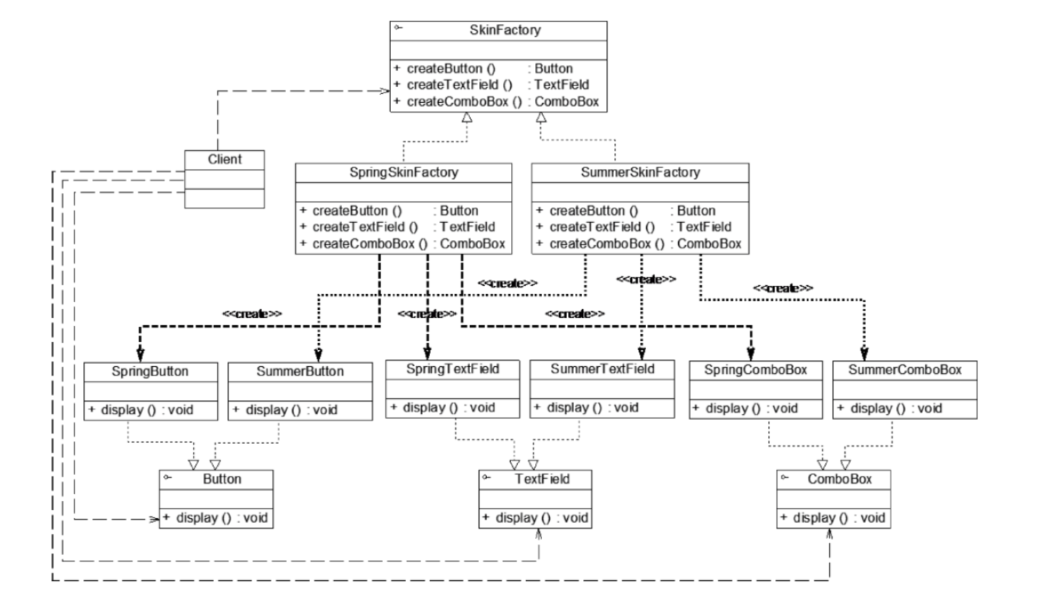 SkinFactory
+ createButton () : Button
+ createTextField () : TextField
+ createComboBox () : ComboBox
Client
SpringSkinFactory
+ createButton () : Button
+ createTextField () : TextField
+ createComboBox () : ComboBox
SummerSkinFactory
+ createButton () : Button
+ createTextField () : TextField
+ createComboBox () : ComboBox
<<create>>
<<create>>
<<create>>
<<create>>
<<create>>
<<create>>
SpringButton
+ display () : void
SummerButton
+ display () : void
SpringTextField
+ display () : void
SummerTextField
+ display () : void
SpringComboBox
+ display () : void
SummerComboBox
+ display () : void
Button
+ display () : void
TextField
+ display () : void
ComboBox
+ display () : void